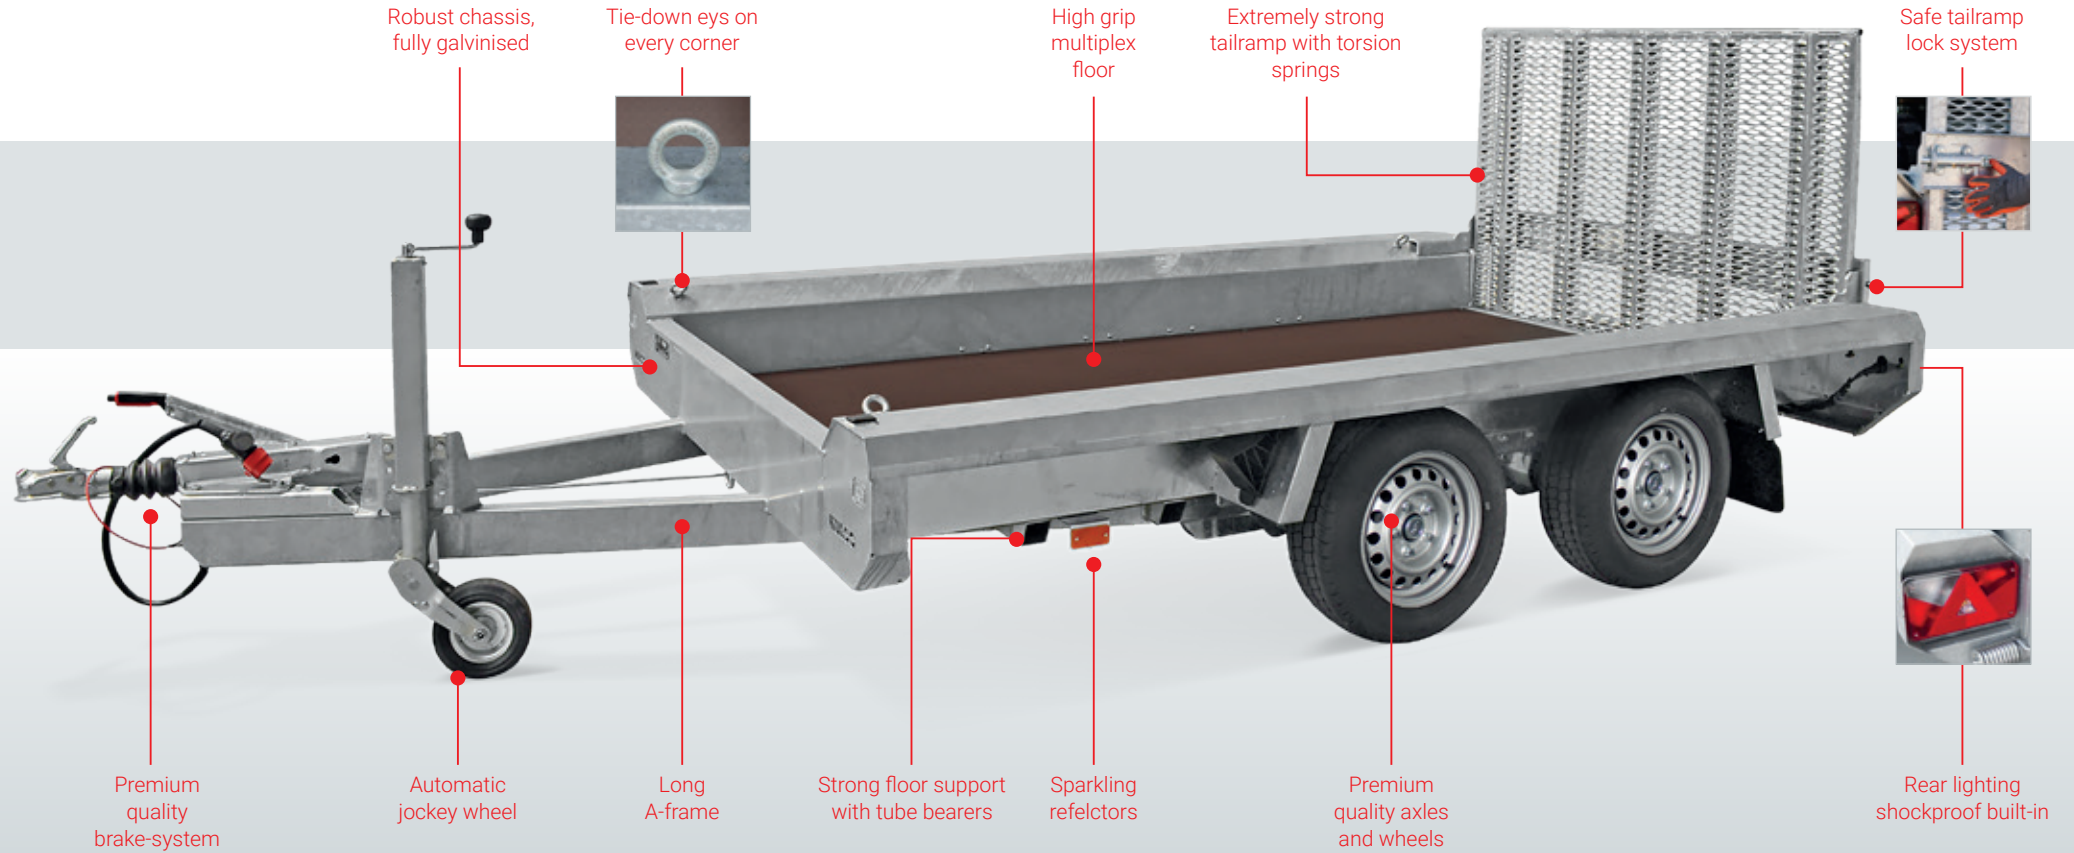 Robust chassis,
fully galvinised
Tie-down eys on
every corner
High grip
multiplex
floor
Extremely strong
tailramp with torsion
springs
Safe tailramp
lock system
Premium
quality
brake-system
Automatic
jockey wheel
Long
A-frame
Strong floor support
with tube bearers
Sparkling
refelctors
Premium
quality axles
and wheels
Rear lighting
shockproof built-in